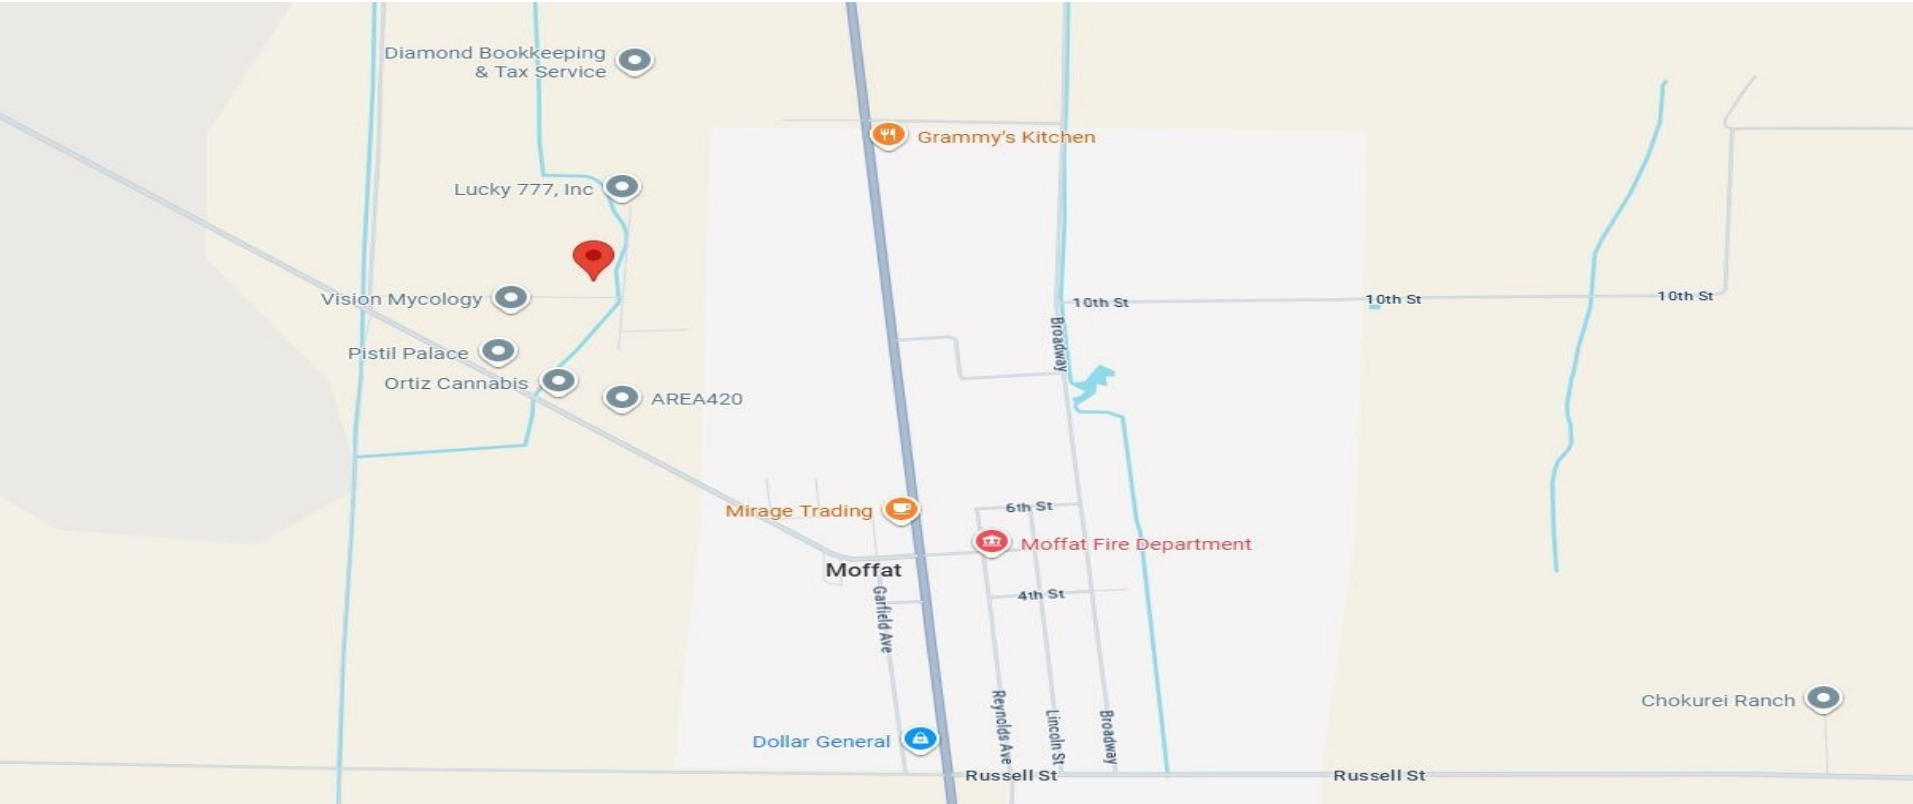 Diamond Bookkeeping
& Tax Service
Grammy's Kitchen
Lucky 777, Inc
Vision Mycology
10th St
10th St
10th St
Broadway
Pistil Palace
Ortiz Cannabis
AREA420
Mirage Trading
6th St
Moffat Fire Department
Moffat
4th St
Garfield Ave
Chokurei Ranch
Reynolds Ave
Lincoln St
Broadway
Dollar General
Russell St
Russell St